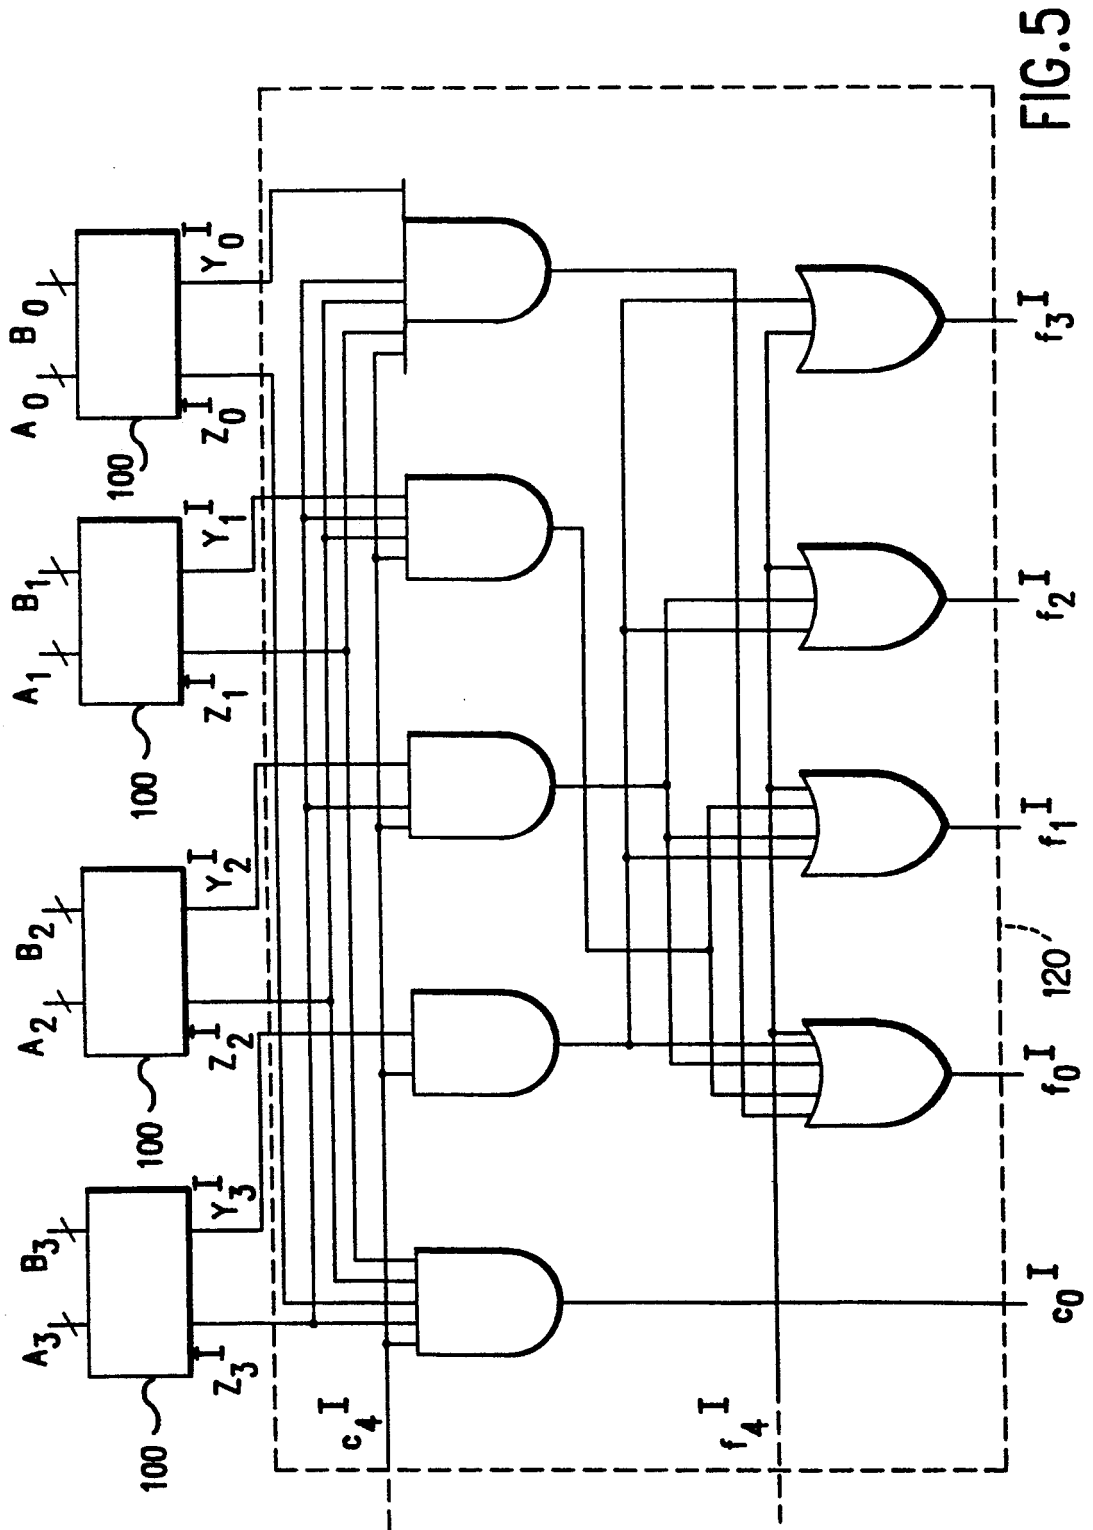 A3 B3 A2 B2 A1 B1 A0 B0
100 100 100 100
Z3I Y3I Z2I Y2I Z1I Y1I Z0I Y0I
c4I
f4I
c0I f0I 120 f1I f2I f3I
FIG.5